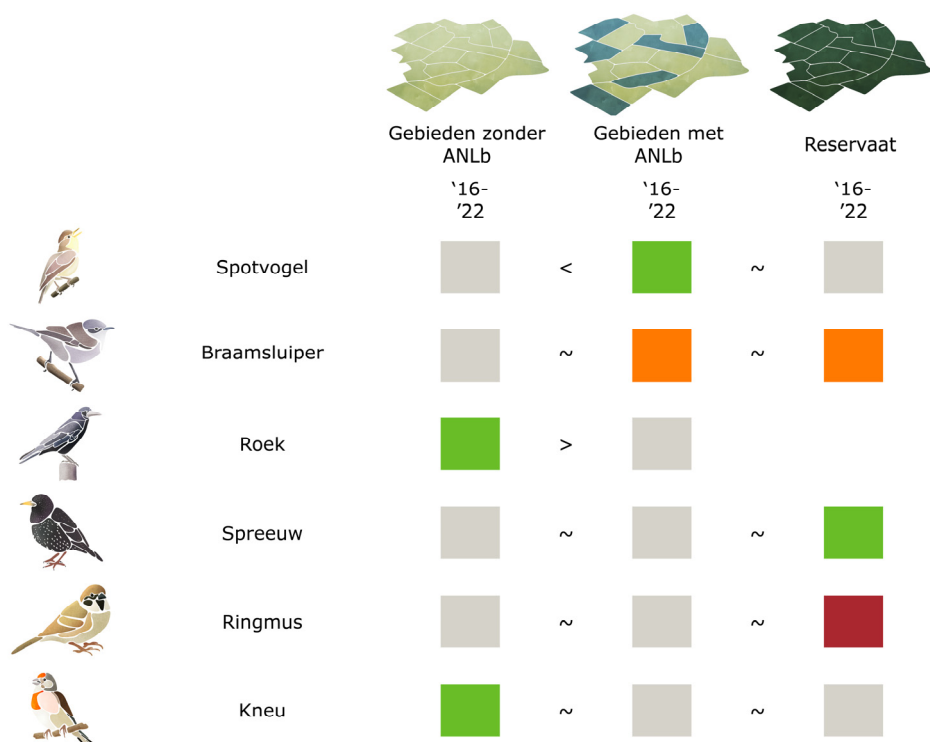 Gebieden zonder
ANLb
Gebieden met
ANLb
Reservaat
‘16-
’22
‘16-
’22
‘16-
’22
Spotvogel < ~
Braamsluiper ~ ~
Roek >
Spreeuw ~ ~
Ringmus ~ ~
Kneu ~ ~